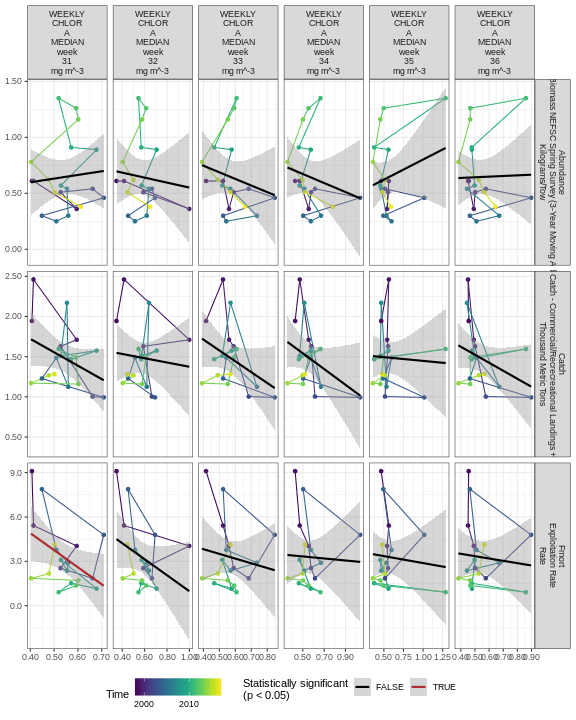 WEEKLY CHLOR A MEDIAN week 31 mg m^-3
WEEKLY CHLOR A MEDIAN week 32 mg m^-3
WEEKLY CHLOR A MEDIAN week 33 mg m^-3
WEEKLY CHLOR A MEDIAN week 34 mg m^-3
WEEKLY CHLOR A MEDIAN week 35 mg m^-3
WEEKLY CHLOR A MEDIAN week 36 mg m^-3
1.50
1.00
0.50
0.00
Abundance
Biomass NEFSC Spring Survey (3-Year Moving
Kilograms/Tow
2.50
2.00
1.50
1.00
0.50
Catch
Catch - Commercial/Recreational Landings +
Thousand Metric Tons
9.0
6.0
3.0
0.0
Fmort
Exploitation Rate
Rate
0.40 0.50 0.60 0.70
0.40 0.60 0.80 1.00
0.40 0.50 0.60 0.70 0.80
0.50 0.70 0.90
0.50 0.75 1.00 1.25
0.40 0.50 0.60 0.70 0.80 0.90
Time
2000 2010
Statistically significant
(p < 0.05)
FALSE TRUE